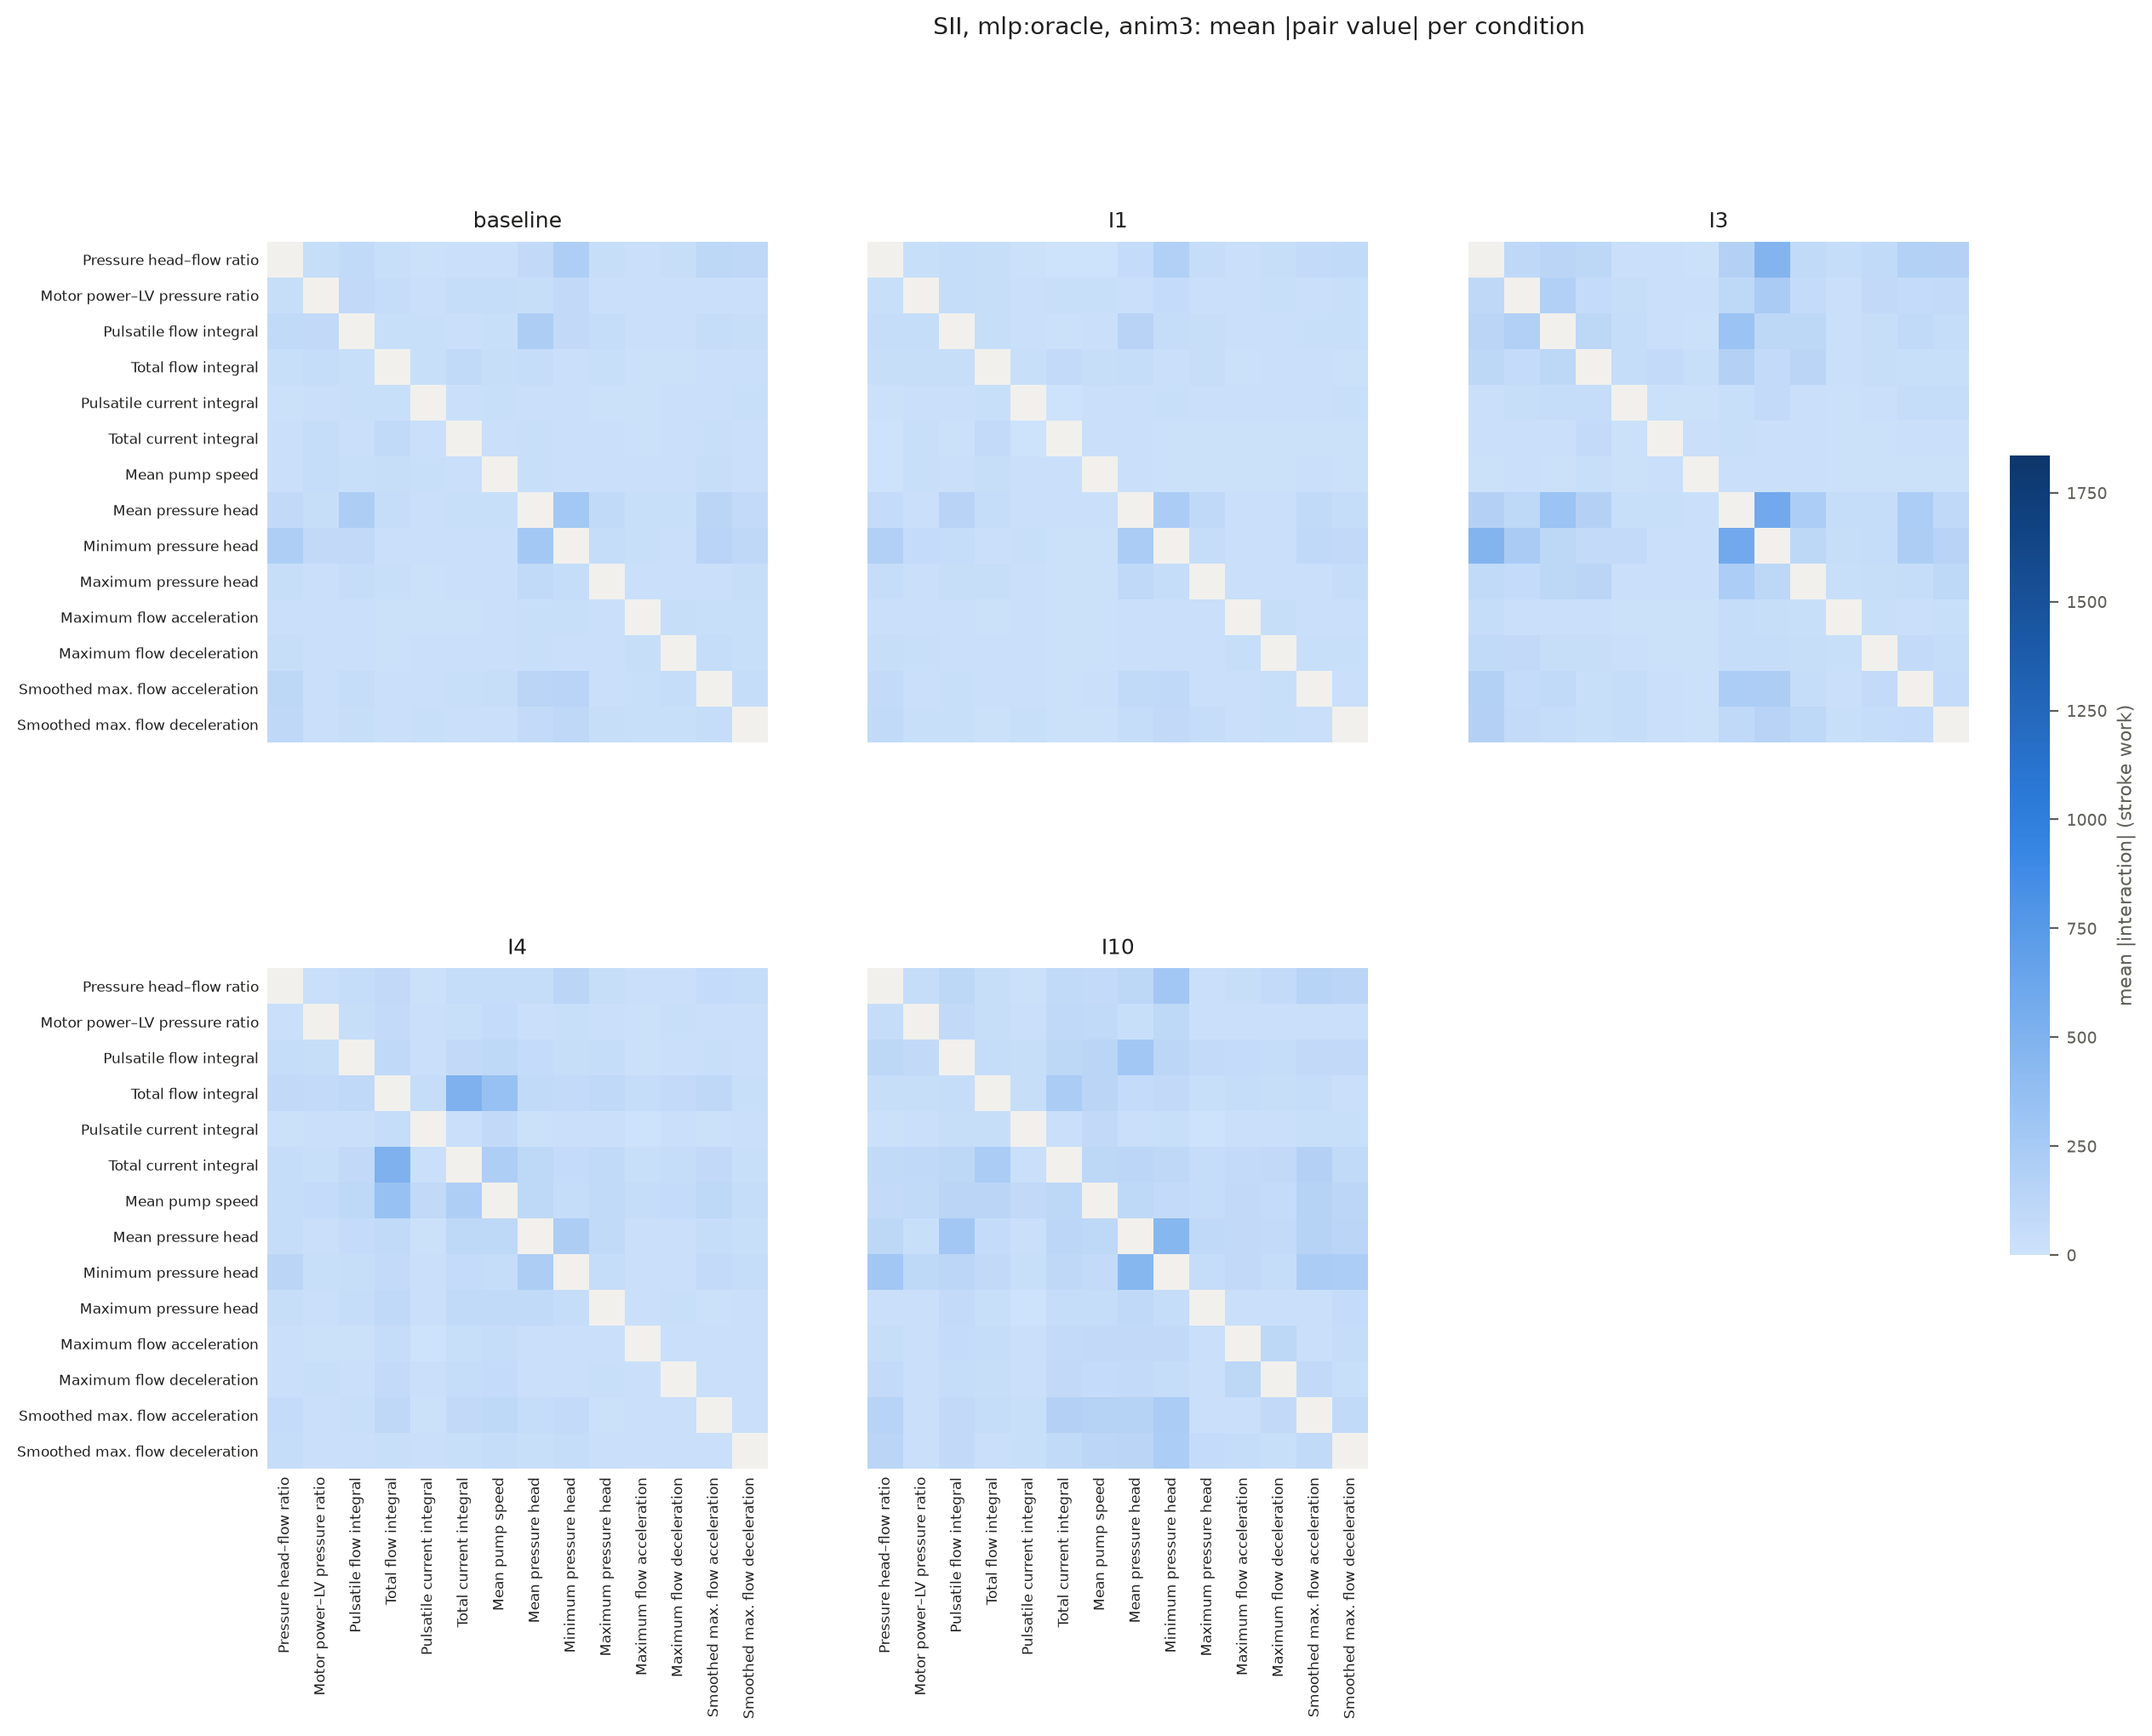 SII, mlp:oracle, anim3: mean |pair value| per condition
baseline
I1
I3
Pressure head–flow ratio
Motor power–LV pressure ratio
Pulsatile flow integral
Total flow integral
Pulsatile current integral
Total current integral
Mean pump speed
Mean pressure head
Minimum pressure head
Maximum pressure head
Maximum flow acceleration
Maximum flow deceleration
Smoothed max. flow acceleration
Smoothed max. flow deceleration
1750
1500
1250
1000
750
500
250
0
mean |interaction| (stroke work)
I4
I10
Pressure head–flow ratio
Motor power–LV pressure ratio
Pulsatile flow integral
Total flow integral
Pulsatile current integral
Total current integral
Mean pump speed
Mean pressure head
Minimum pressure head
Maximum pressure head
Maximum flow acceleration
Maximum flow deceleration
Smoothed max. flow acceleration
Smoothed max. flow deceleration
Pressure head–flow ratio
Motor power–LV pressure ratio
Pulsatile flow integral
Total flow integral
Pulsatile current integral
Total current integral
Mean pump speed
Mean pressure head
Minimum pressure head
Maximum pressure head
Maximum flow acceleration
Maximum flow deceleration
Smoothed max. flow acceleration
Smoothed max. flow deceleration
Pressure head–flow ratio
Motor power–LV pressure ratio
Pulsatile flow integral
Total flow integral
Pulsatile current integral
Total current integral
Mean pump speed
Mean pressure head
Minimum pressure head
Maximum pressure head
Maximum flow acceleration
Maximum flow deceleration
Smoothed max. flow acceleration
Smoothed max. flow deceleration